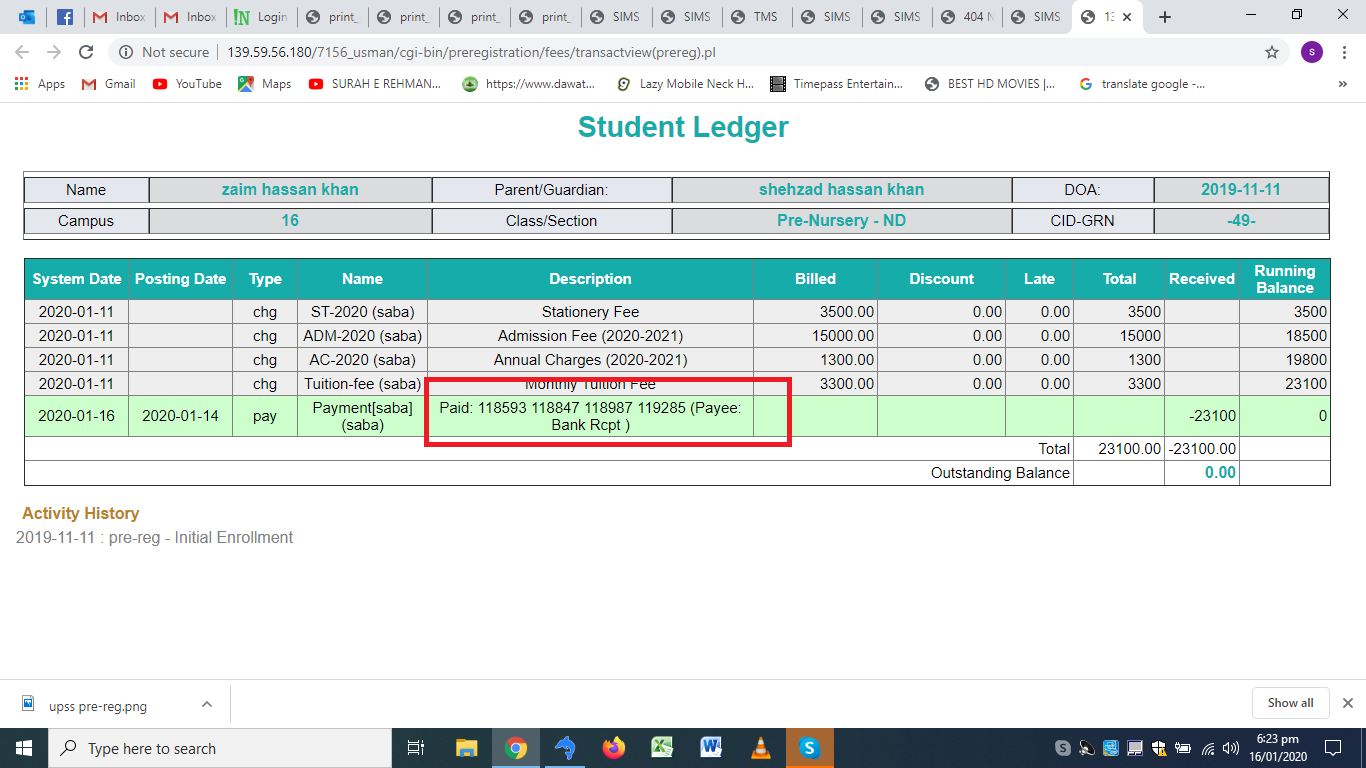 Inbox Inbox Login print_ print_ print_ print_ SIMS SIMS TMS SIMS SIMS 404 N SIMS 13
Not secure 139.59.56.180/7156_usman/cgi-bin/preregistration/fees/transactview(prereg).pl S
Apps Gmail YouTube Maps SURAH E REHMAN... https://www.dawat... Lazy Mobile Neck H... Timepass Entertain... BEST HD MOVIES |... translate google -... »
Student Ledger
Name zaim hassan khan Parent/Guardian: shehzad hassan khan DOA: 2019-11-11
Campus 16 Class/Section Pre-Nursery - ND CID-GRN -49-
System Date Posting Date Type Name Description Billed Discount Late Total Received Running
Balance
2020-01-11 chg ST-2020 (saba) Stationery Fee 3500.00 0.00 0.00 3500 3500
2020-01-11 chg ADM-2020 (saba) Admission Fee (2020-2021) 15000.00 0.00 0.00 15000 18500
2020-01-11 chg AC-2020 (saba) Annual Charges (2020-2021) 1300.00 0.00 0.00 1300 19800
2020-01-11 chg Tuition-fee (saba) Monthly Tuition Fee 3300.00 0.00 0.00 3300 23100
2020-01-16 2020-01-14 pay Payment[saba] Paid: 118593 118847 118987 119285 (Payee: -23100 0
(saba) Bank Rcpt )
Total 23100.00 -23100.00
Outstanding Balance 0.00
Activity History
2019-11-11 : pre-reg - Initial Enrollment
upss pre-reg.png Show all
Type here to search 6:23 pm
16/01/2020